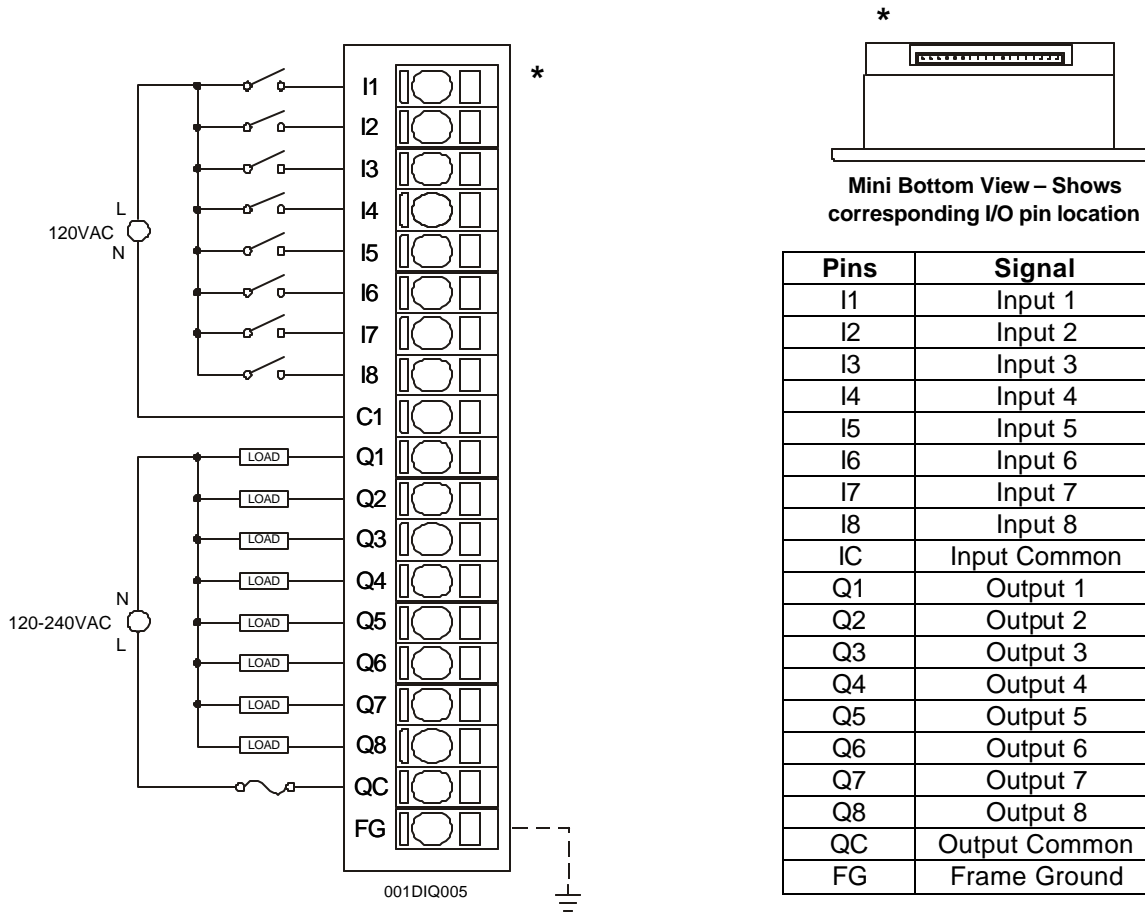 *
I1
I2
I3
I4
I5
I6
I7
I8
C1
Q1
Q2
Q3
Q4
Q5
Q6
Q7
Q8
QC
FG
L
120VAC
N
LOAD
LOAD
LOAD
LOAD
LOAD
LOAD
LOAD
LOAD
N
120-240VAC
L
001DIQ005
*
Mini Bottom View – Shows
corresponding I/O pin location
Pins Signal
I1 Input 1
I2 Input 2
I3 Input 3
I4 Input 4
I5 Input 5
I6 Input 6
I7 Input 7
I8 Input 8
IC Input Common
Q1 Output 1
Q2 Output 2
Q3 Output 3
Q4 Output 4
Q5 Output 5
Q6 Output 6
Q7 Output 7
Q8 Output 8
QC Output Common
FG Frame Ground